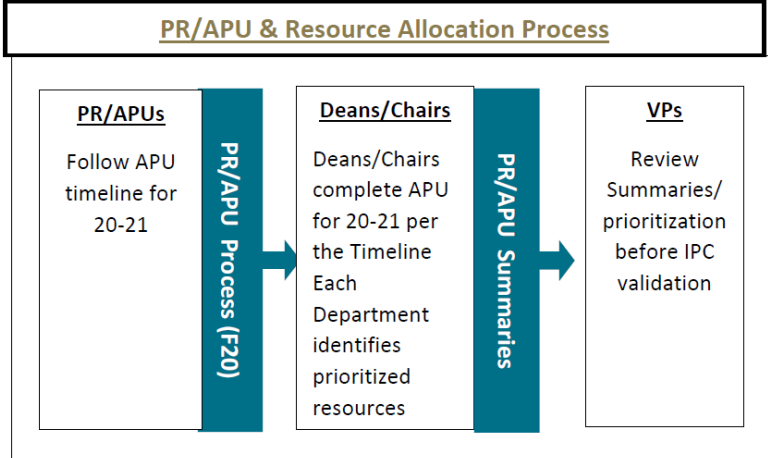 PR/APU & Resource Allocation Process
PR/APUs
Follow APU
timeline for
20-21
PR/APU Process (F20)
Deans/Chairs
Deans/Chairs
complete APU
for 20-21 per
the Timeline
Each
Department
identifies
prioritized
resources
PR/APU Summaries
VPs
Review
Summaries/
prioritization
before IPC
validation